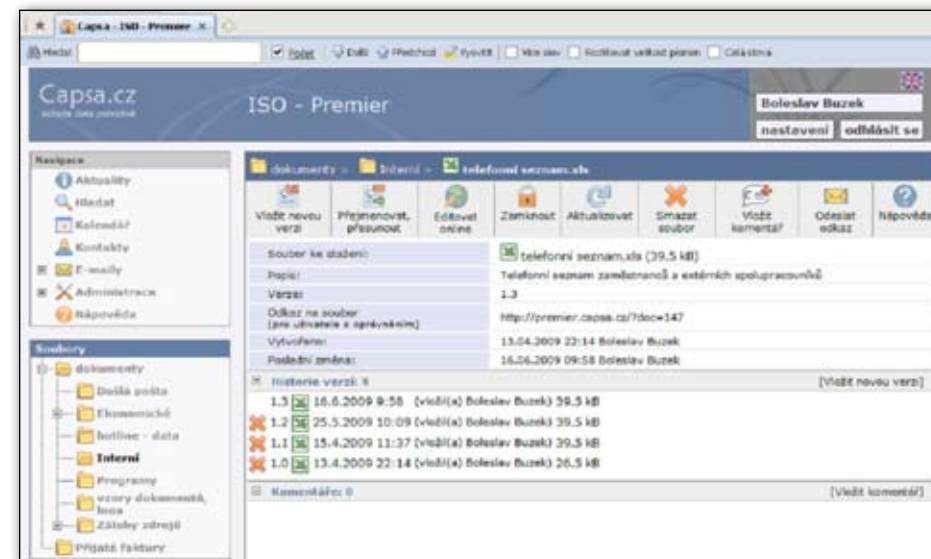 Capsa - ISO - Premier
Hledat
Počet Další Předchozí Vysvítit Více slov Rozlišovat velikost písmen Celá slova
Capsa.cz
ISO - Premier
Boleslav Buzek
nastavení odhlásit se
Navigace
Aktuality
Hledat
Kalendář
Kontakty
E-maily
Administrace
Nápověda
Soubory
dokumenty
Došlá pošta
Ekonomické
hotline - data
Interní
Programy
vzory dokumentů,
loga
Zálohy zdrojů
Přijaté faktury
dokumenty » Interní » telefonní seznam.xls
Vložit novou verzi
Přejmenovat, přesunout
Editovat online
Zamknout
Aktualizovat
Smazat soubor
Vložit komentář
Odeslat odkaz
Nápověda
Soubor ke stažení: telefonní seznam.xls (39.5 kB)
Popis: Telefonní seznam zaměstnanců a extérních spolupracovníků
Verze: 1.3
Odkaz na soubor
(pro uživatele s oprávněním) http://premier.capsa.cz/?doc=147
Vytvořeno: 13.04.2009 22:14 Boleslav Buzek
Poslední změna: 16.06.2009 09:58 Boleslav Buzek
Historie verzí: 4 [Vložit novou verzi]
1.3 16.6.2009 9:58 (vložil(a) Boleslav Buzek) 39.5 kB
1.2 25.5.2009 10:09 (vložil(a) Boleslav Buzek) 39.5 kB
1.1 15.4.2009 11:37 (vložil(a) Boleslav Buzek) 39.5 kB
1.0 13.4.2009 22:14 (vložil(a) Boleslav Buzek) 26.5 kB
Komentáře: 0 [Vložit komentář]